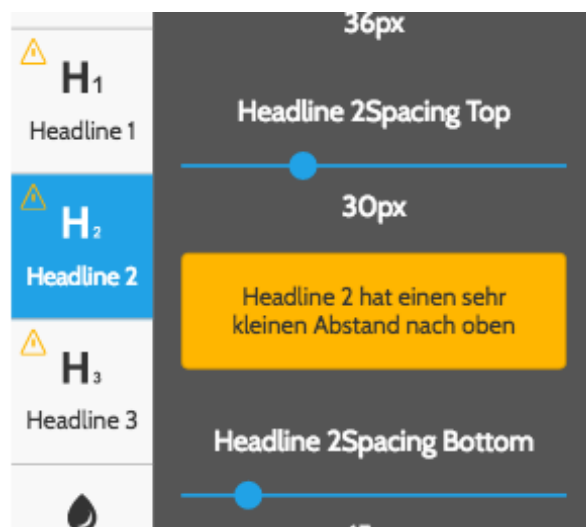 H1
Headline 1
H2
Headline 2
H3
Headline 3
36px
Headline 2Spacing Top
30px
Headline 2 hat einen sehr
kleinen Abstand nach oben
Headline 2Spacing Bottom